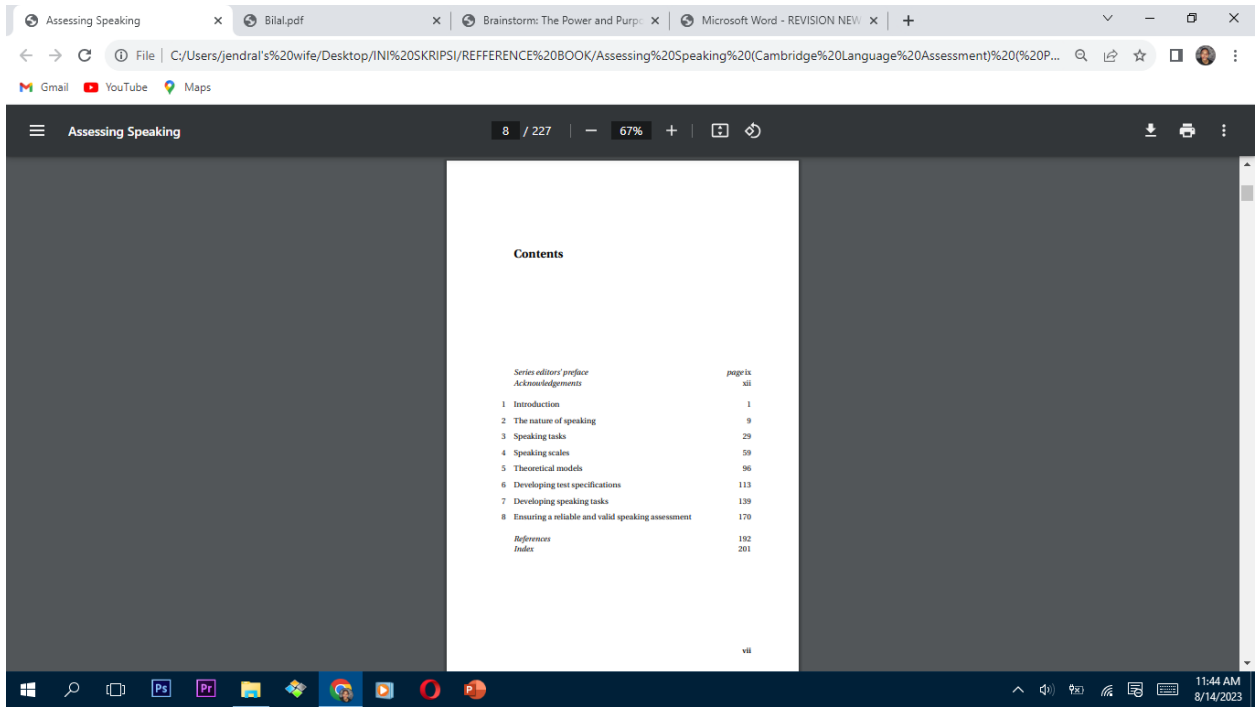 Assessing Speaking
Bilal.pdf
Brainstorm: The Power and Purpo
Microsoft Word - REVISION NEW
File | C:/Users/jendral's%20wife/Desktop/INI%20SKRIPSI/REFFERENCE%20BOOK/Assessing%20Speaking%20(Cambridge%20Language%20Assessment)%20(%20P...
Gmail YouTube Maps
Assessing Speaking 8 / 227 67%
Contents
Series editors' preface page ix
Acknowledgements xii
1 Introduction 1
2 The nature of speaking 9
3 Speaking tasks 29
4 Speaking scales 59
5 Theoretical models 96
6 Developing test specifications 113
7 Developing speaking tasks 139
8 Ensuring a reliable and valid speaking assessment 170
References 192
Index 201
vii
Ps Pr
11:44 AM
8/14/2023